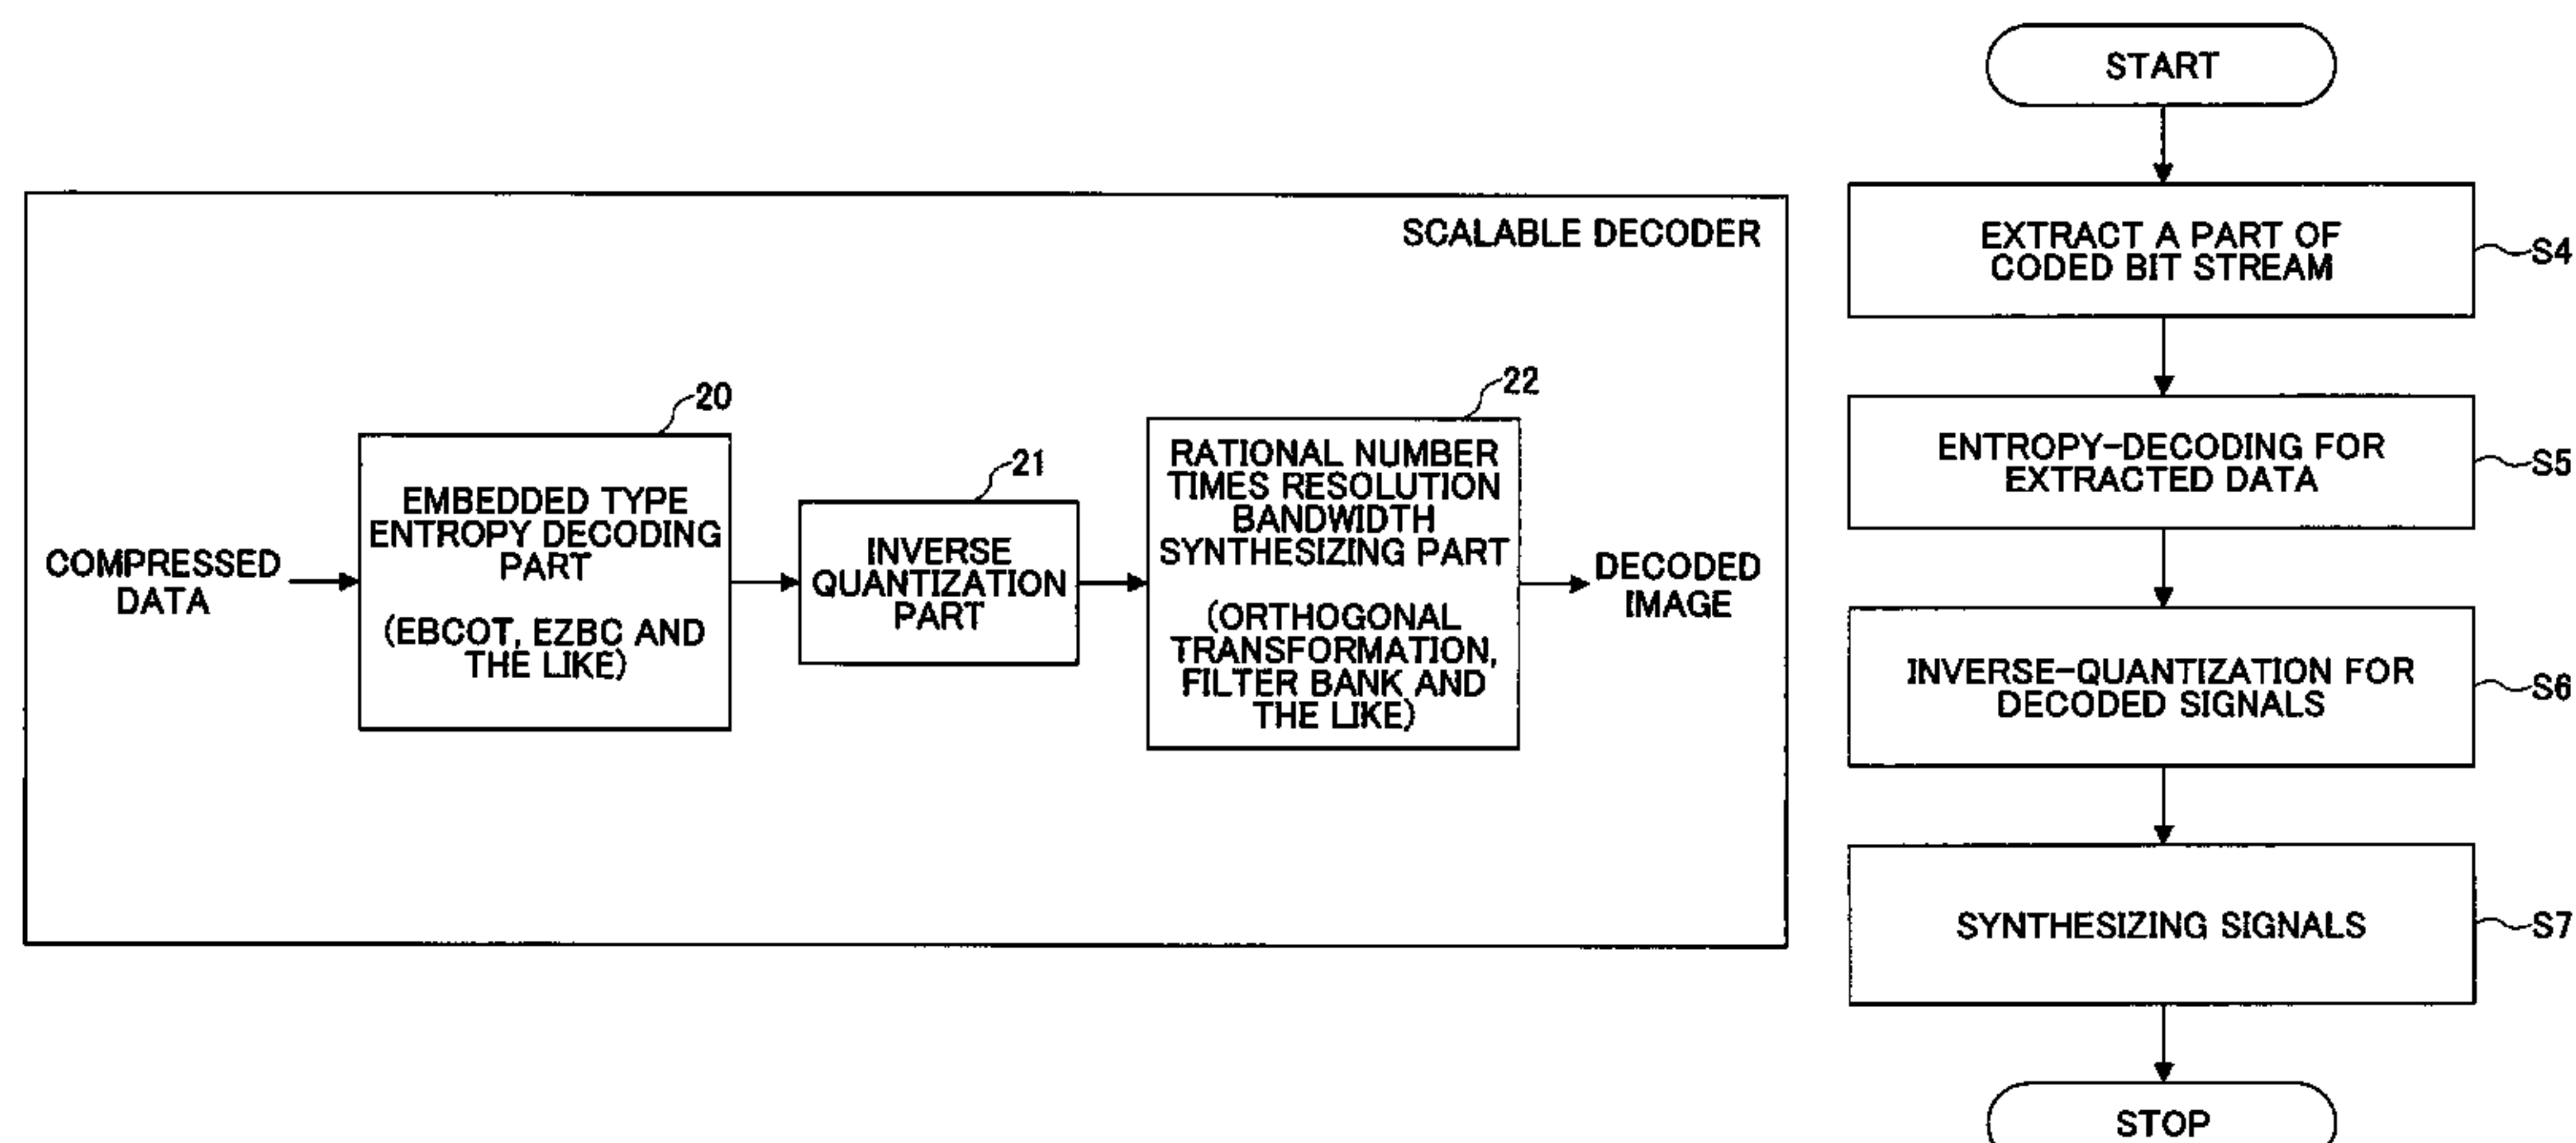 SCALABLE DECODER
COMPRESSED
DATA
20
EMBEDDED TYPE
ENTROPY DECODING
PART
(EBCOT, EZBC AND
THE LIKE)
21
INVERSE
QUANTIZATION
PART
22
RATIONAL NUMBER
TIMES RESOLUTION
BANDWIDTH
SYNTHESIZING PART
(ORTHOGONAL
TRANSFORMATION,
FILTER BANK AND
THE LIKE)
DECODED
IMAGE
START
EXTRACT A PART OF
CODED BIT STREAM
S4
ENTROPY-DECODING FOR
EXTRACTED DATA
S5
INVERSE-QUANTIZATION FOR
DECODED SIGNALS
S6
SYNTHESIZING SIGNALS
S7
STOP